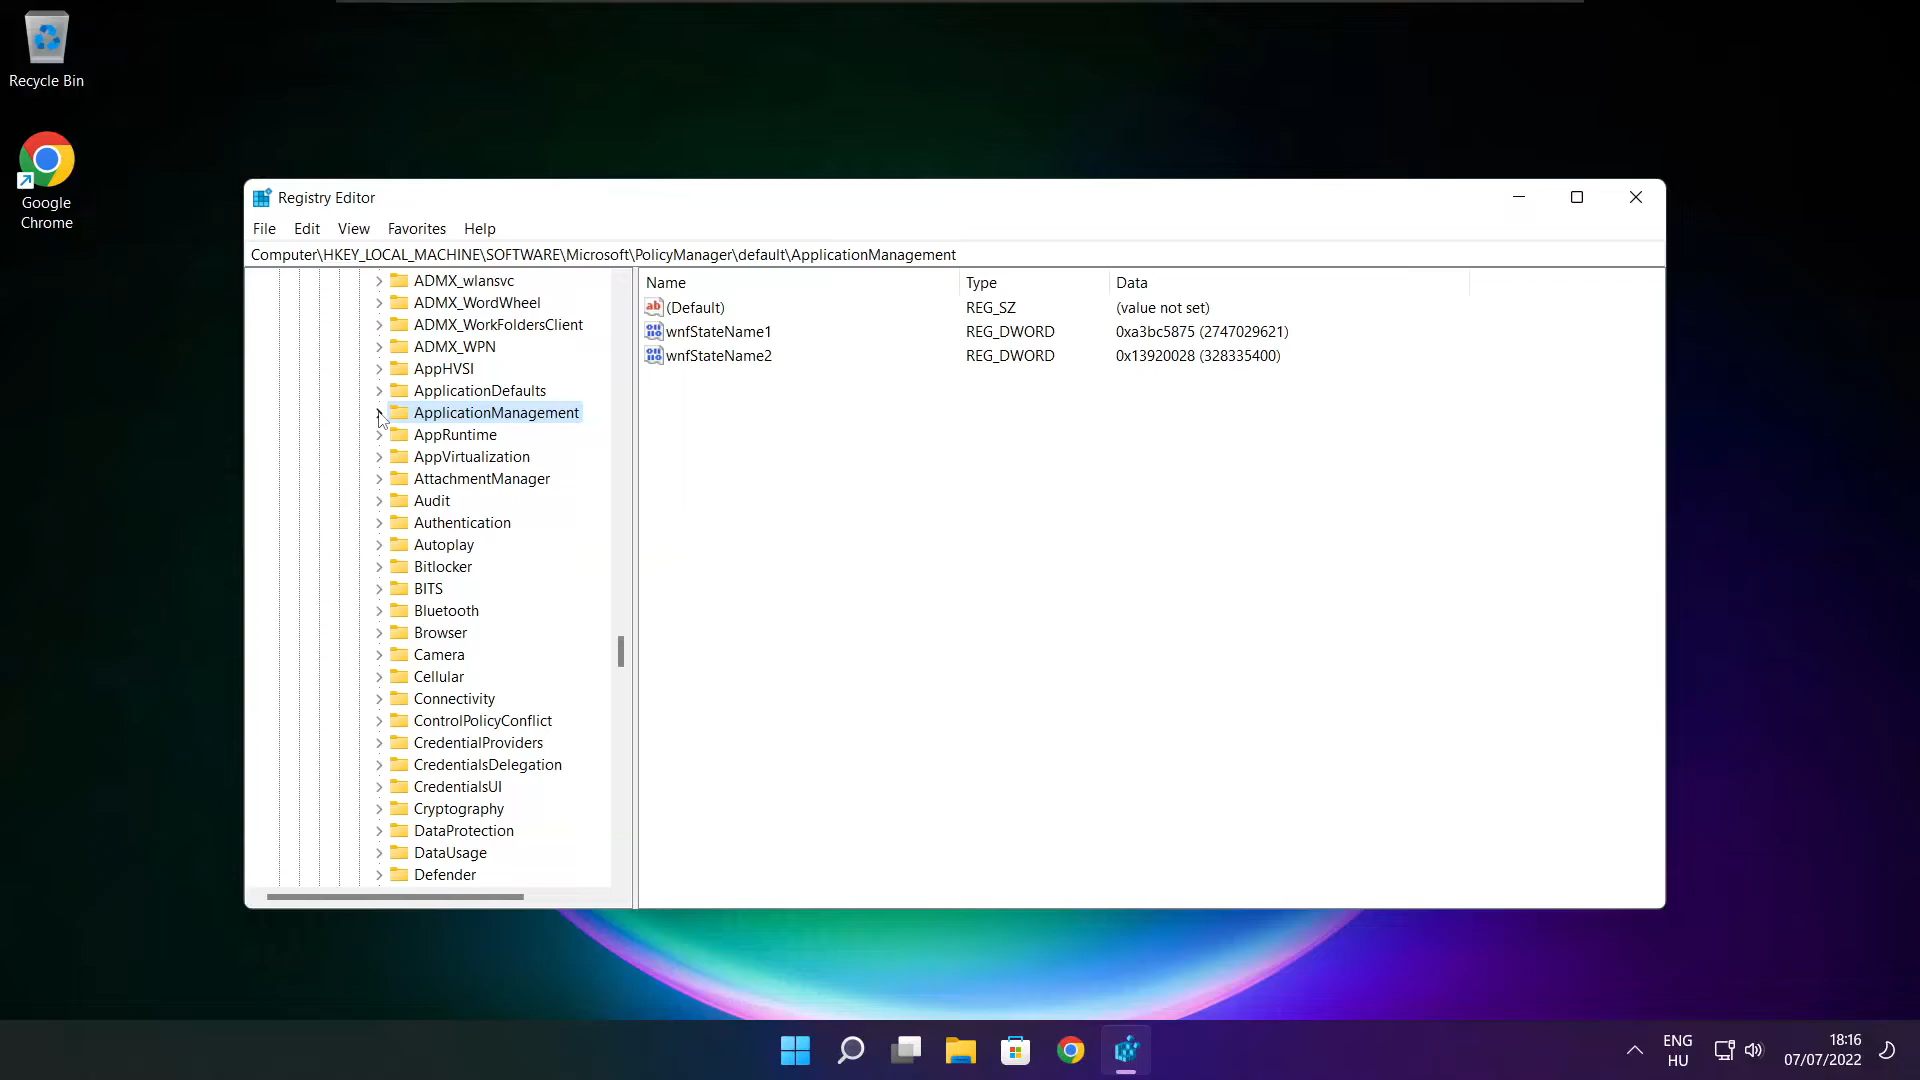 Recycle Bin
Google
Chrome
Registry Editor
File Edit View Favorites Help
Computer\HKEY_LOCAL_MACHINE\SOFTWARE\Microsoft\PolicyManager\default\ApplicationManagement
ADMX_wlansvc
ADMX_WordWheel
ADMX_WorkFoldersClient
ADMX_WPN
AppHVSI
ApplicationDefaults
ApplicationManagement
AppRuntime
AppVirtualization
AttachmentManager
Audit
Authentication
Autoplay
Bitlocker
BITS
Bluetooth
Browser
Camera
Cellular
Connectivity
ControlPolicyConflict
CredentialProviders
CredentialsDelegation
CredentialsUI
Cryptography
DataProtection
DataUsage
Defender
Name Type Data
(Default) REG_SZ (value not set)
wnfStateName1 REG_DWORD 0xa3bc5875 (2747029621)
wnfStateName2 REG_DWORD 0x13920028 (328335400)
ENG
HU
18:16
07/07/2022